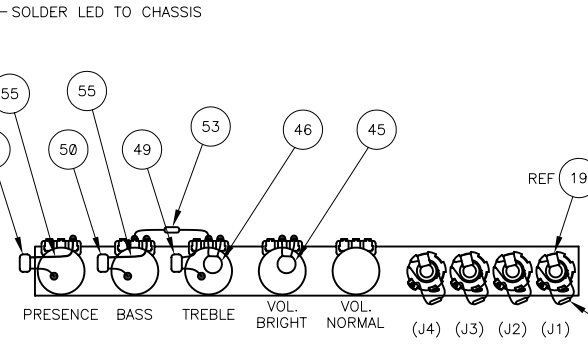 SOLDER LED TO CHASSIS
55
55
50
49
53
46
45
REF 19
PRESENCE
BASS
TREBLE
VOL.
BRIGHT
VOL.
NORMAL
(J4)
(J3)
(J2)
(J1)